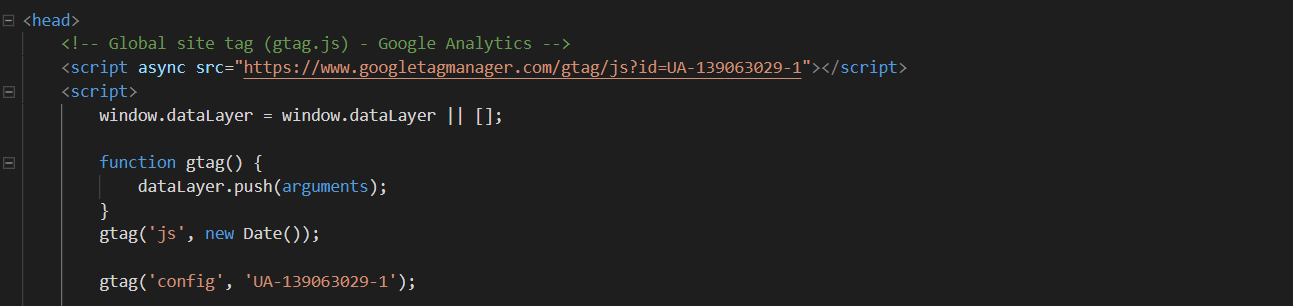 <head>
<!-- Global site tag (gtag.js) - Google Analytics -->
<script async src="https://www.googletagmanager.com/gtag/js?id=UA-139063029-1"></script>
<script>
window.dataLayer = window.dataLayer || [];
function gtag() {
dataLayer.push(arguments);
}
gtag('js', new Date());
gtag('config', 'UA-139063029-1');